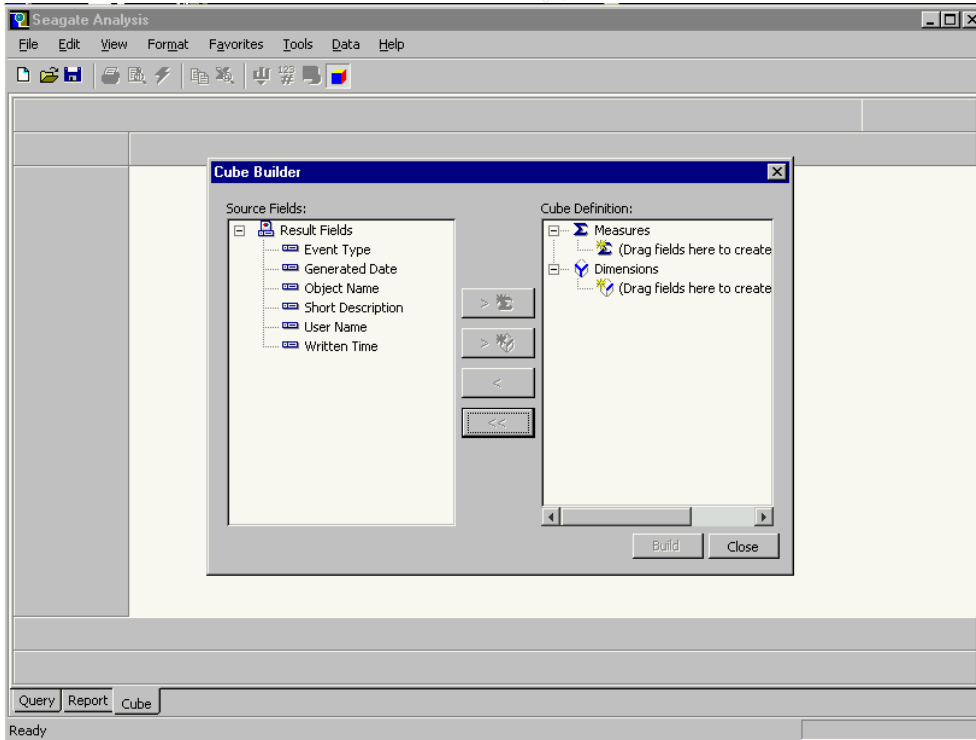 Seagate Analysis
File Edit View Format Favorites Tools Data Help
123
#
Cube Builder
Source Fields:
Cube Definition:
Result Fields
Event Type
Generated Date
Object Name
Short Description
User Name
Written Time
Measures
(Drag fields here to create
Dimensions
(Drag fields here to create
>
>
<
<<
Build Close
Query Report Cube
Ready